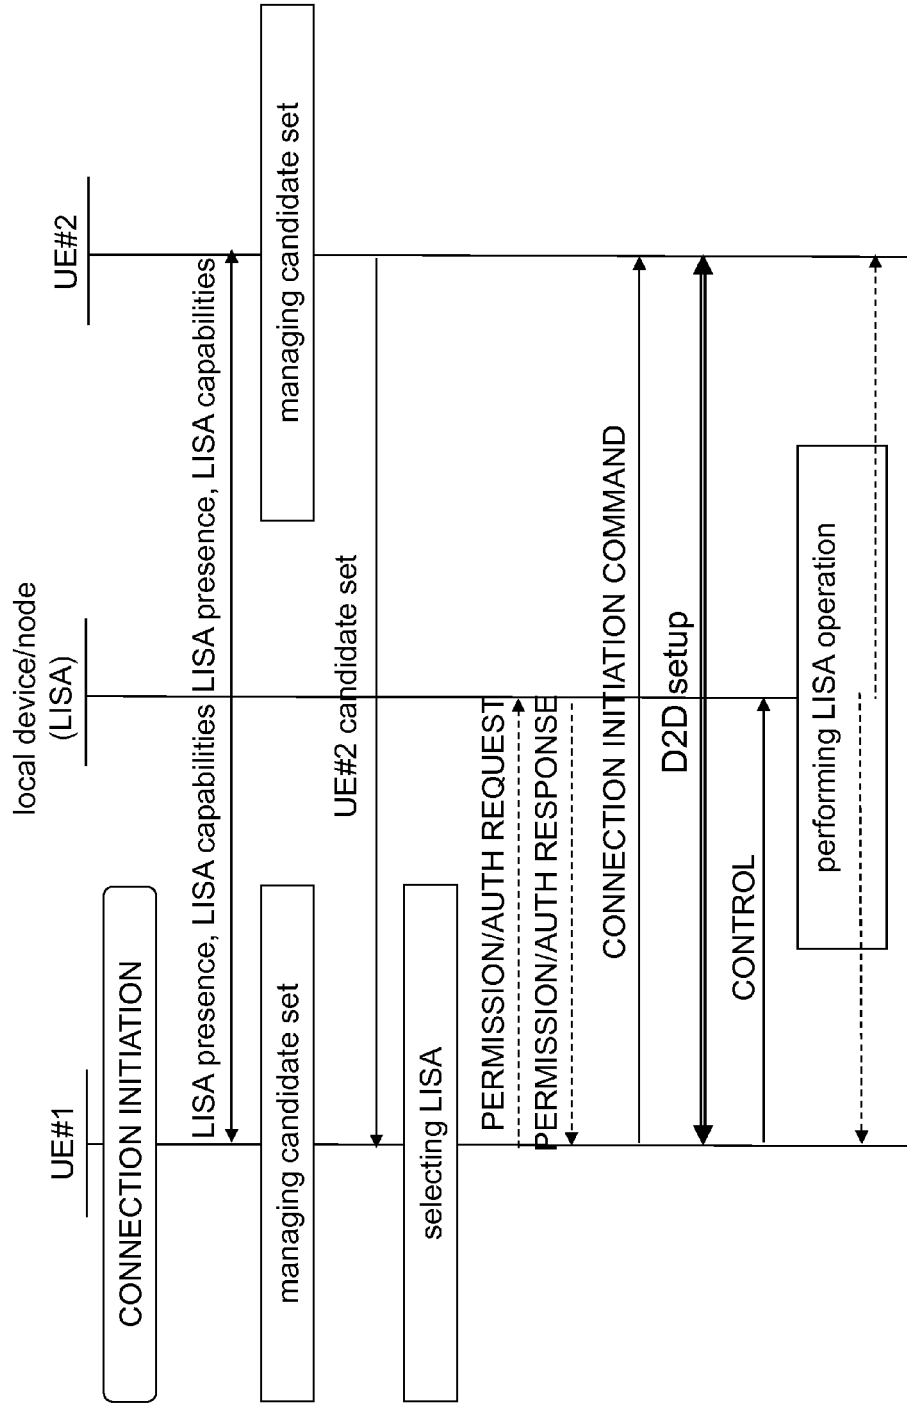 UE#1
local device/node
(LISA)
UE#2
CONNECTION INITIATION
LISA presence, LISA capabilities
LISA presence, LISA capabilities
managing candidate set
managing candidate set
UE#2 candidate set
selecting LISA
PERMISSION/AUTH REQUEST
PERMISSION/AUTH RESPONSE
CONNECTION INITIATION COMMAND
D2D setup
CONTROL
performing LISA operation